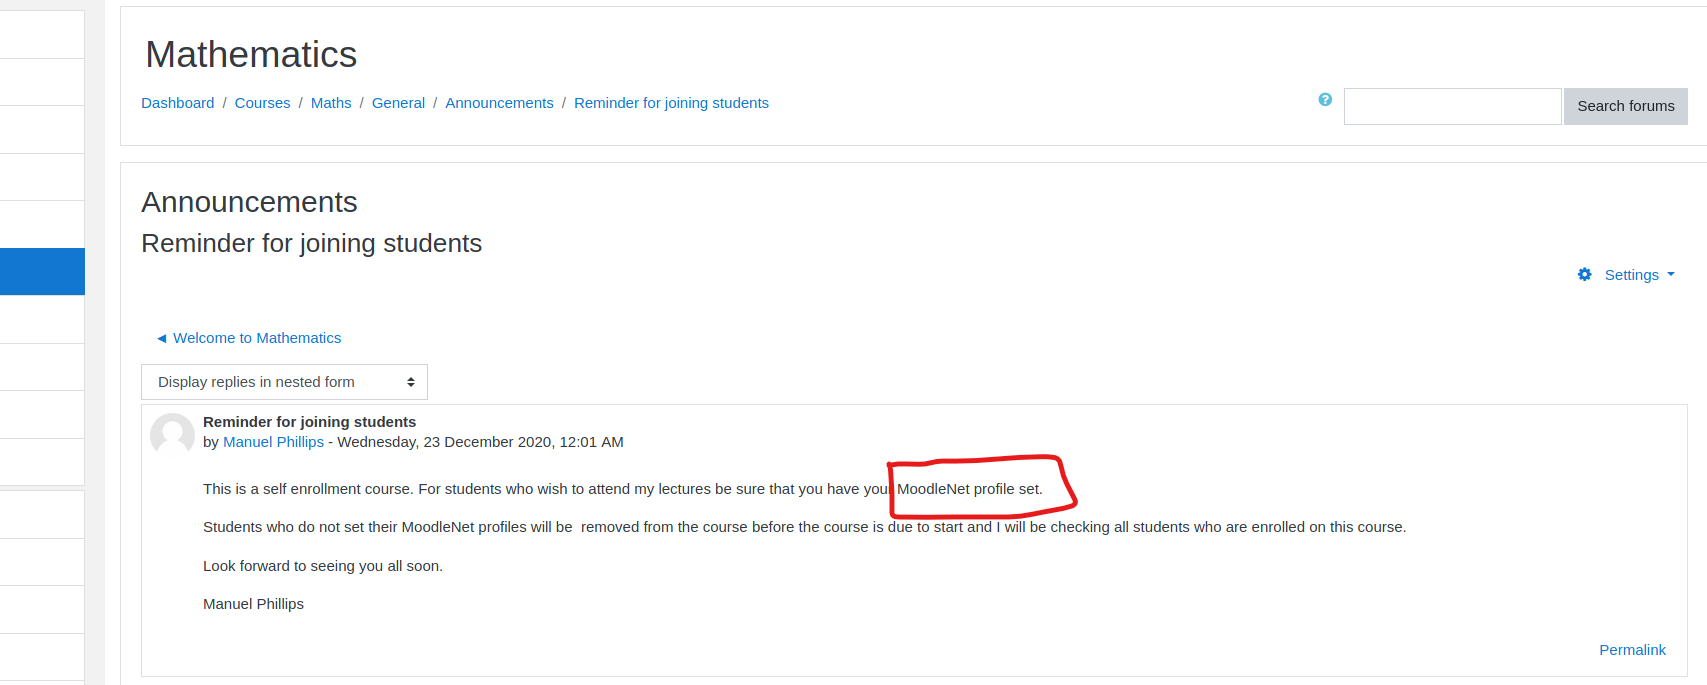 Mathematics
Dashboard / Courses / Maths / General / Announcements / Reminder for joining students
Search forums
Announcements
Reminder for joining students
Settings
◄ Welcome to Mathematics
Display replies in nested form
Reminder for joining students
by Manuel Phillips - Wednesday, 23 December 2020, 12:01 AM
This is a self enrollment course. For students who wish to attend my lectures be sure that you have your MoodleNet profile set.
Students who do not set their MoodleNet profiles will be  removed from the course before the course is due to start and I will be checking all students who are enrolled on this course.
Look forward to seeing you all soon.
Manuel Phillips
Permalink